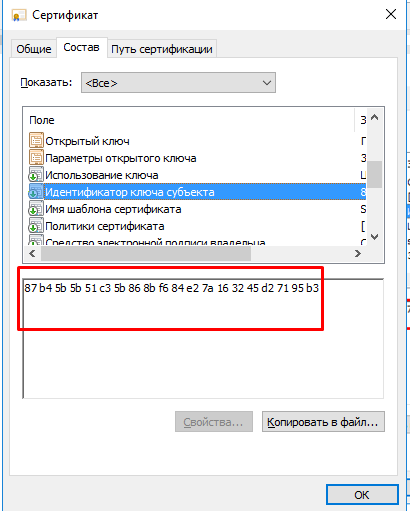 Сертификат
Общие Состав Путь сертификации
Показать: <Все>
Поле З
Открытый ключ Г
Параметры открытого ключа 3
Использование ключа Ц
Идентификатор ключа субъекта 8
Имя шаблона сертификата S
Политики сертификата [
Средство электронной подписи владельца С
87 b4 5b 5b 51 c3 5b 86 8b f6 84 e2 7a 16 32 45 d2 71 95 b3
Свойства... Копировать в файл...
ОК